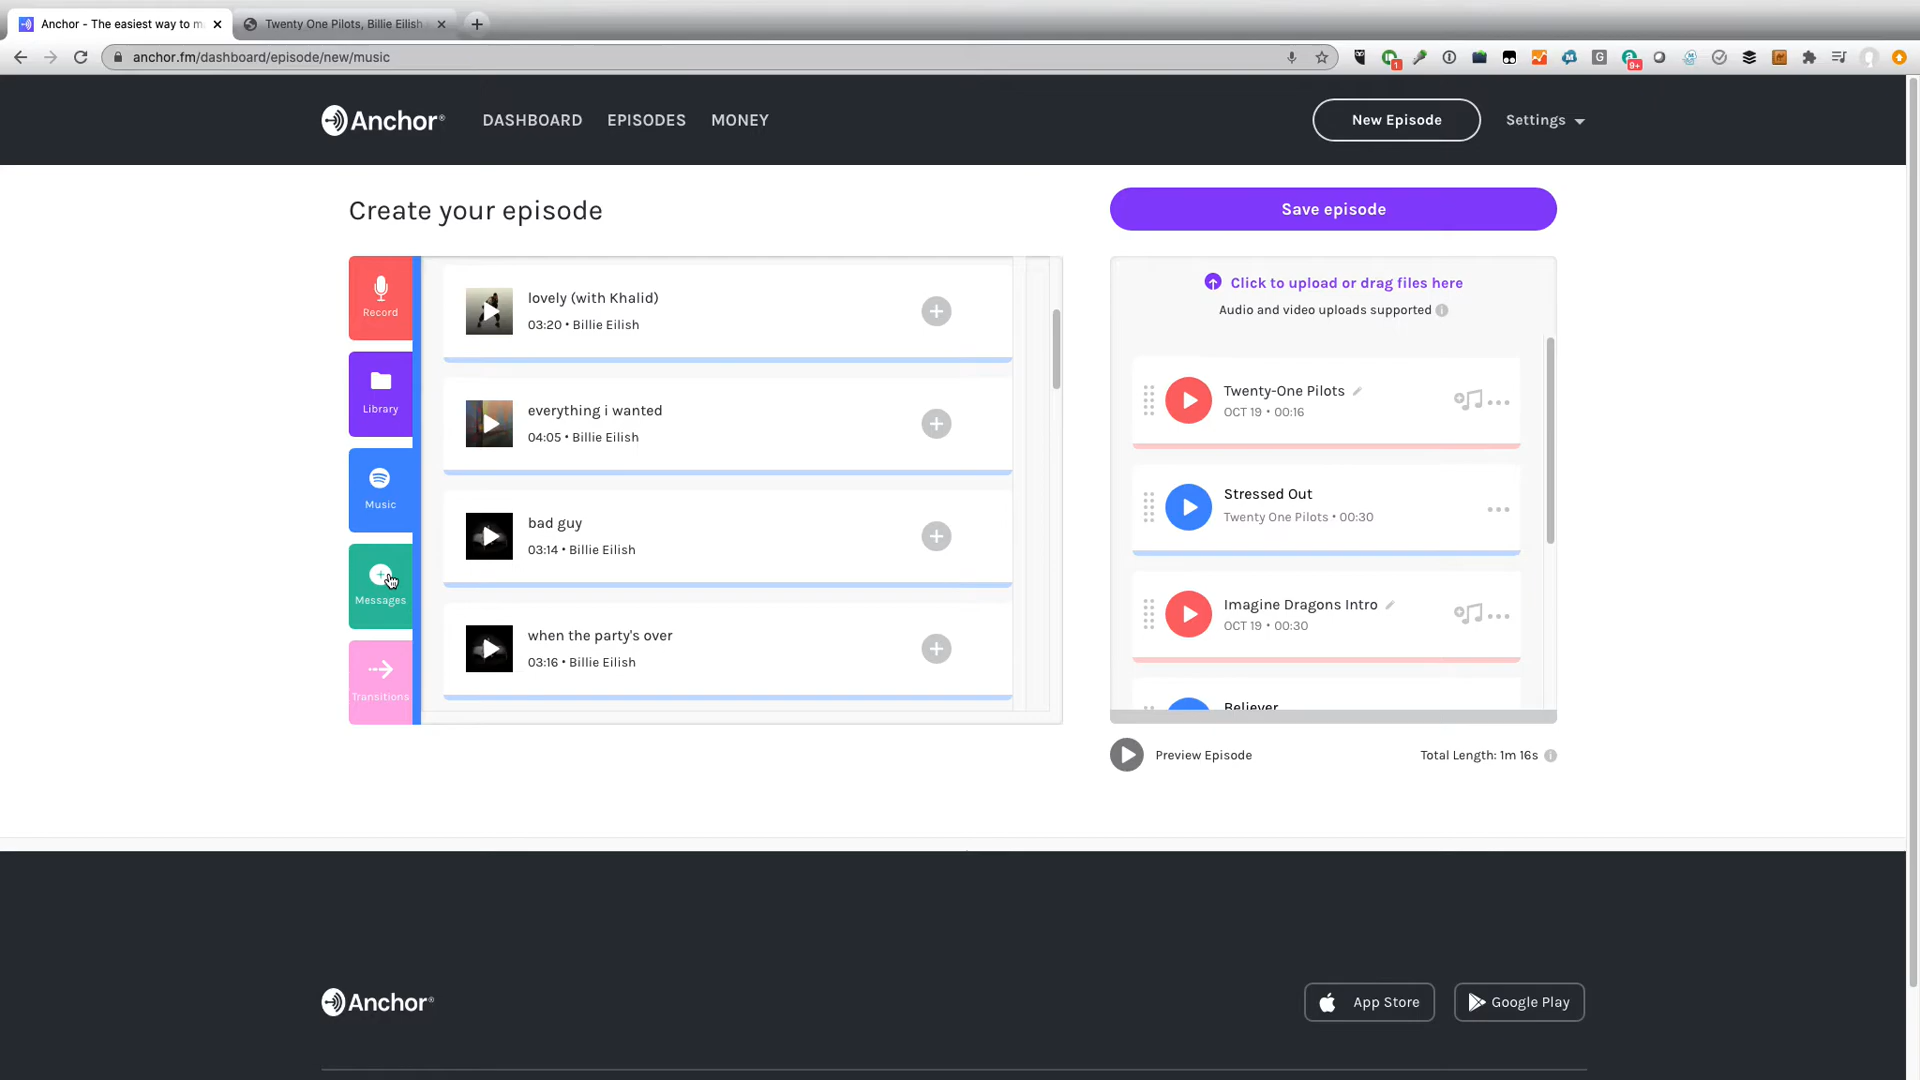 Anchor - The easiest way to m
Twenty One Pilots, Billie Eilish
anchor.fm/dashboard/episode/new/music
1
G
9+
Anchor®
DASHBOARD
EPISODES
MONEY
New Episode
Settings
Create your episode
Save episode
Record
Library
Music
Messages
Transitions
lovely (with Khalid)
03:20 • Billie Eilish
everything i wanted
04:05 • Billie Eilish
bad guy
03:14 • Billie Eilish
when the party's over
03:16 • Billie Eilish
Click to upload or drag files here
Audio and video uploads supported
Twenty-One Pilots
OCT 19 • 00:16
Stressed Out
Twenty One Pilots • 00:30
Imagine Dragons Intro
OCT 19 • 00:30
Believer
Preview Episode
Total Length: 1m 16s
Anchor®
App Store
Google Play